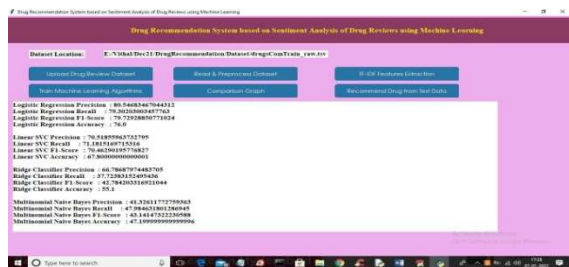 Drug Recommendation System based on Sentiment Analysis of Drug Reviews using Machine Learning
Drug Recommendation System based on Sentiment Analysis of Drug Reviews using Machine Learning
Dataset Location: E:/Vithal/Dec21/DrugRecommendation/Dataset/drugsComTrain_raw.tsv
Upload Drug Review Dataset Read & Preprocess Dataset TF-IDF Features Extraction
Train Machine Learning Algorithms Comparison Graph Recommend Drug from Test Data
Logistic Regression Precision : 80.54683467044312
Logistic Regression Recall : 79.30203003457763
Logistic Regression F1-Score : 79.72928850771024
Logistic Regression Accuracy : 76.0
Linear SVC Precision : 70.51855963732705
Linear SVC Recall : 71.1815169715316
Linear SVC F1-Score : 70.46290195776827
Linear SVC Accuracy : 67.80000000000001
Ridge Classifier Precision : 66.78687974483705
Ridge Classifier Recall : 37.72383152495436
Ridge Classifier F1-Score : 42.784203316921044
Ridge Classifier Accuracy : 55.1
Multinomial Naive Bayes Precision : 41.32611772759363
Multinomial Naive Bayes Recall : 47.984631801286945
Multinomial Naive Bayes F1-Score : 43.14147322230588
Multinomial Naive Bayes Accuracy : 47.199999999999996
Type here to search
17:28